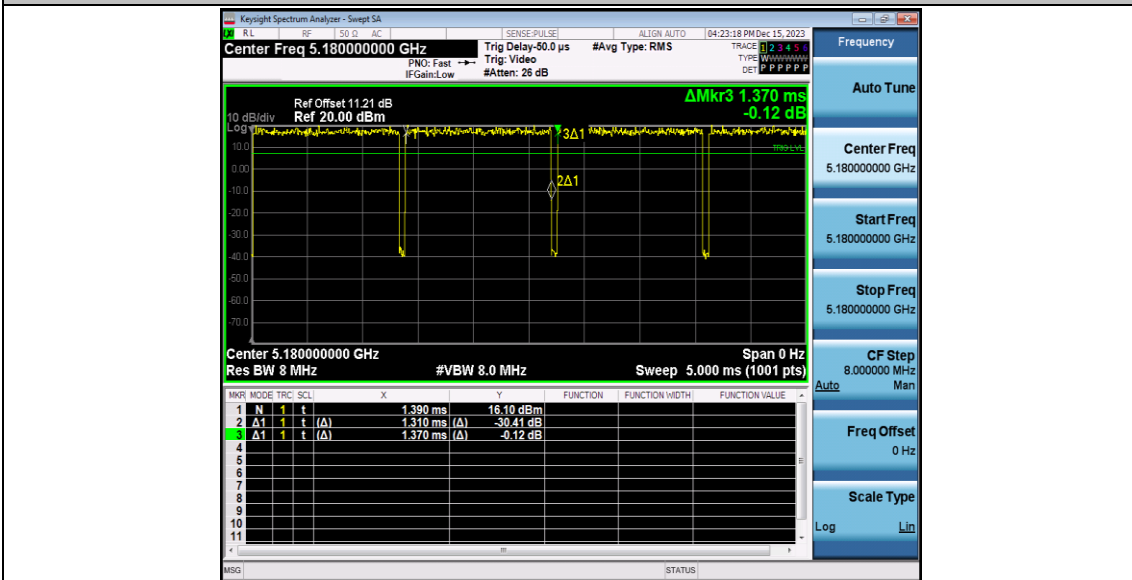 Keysight Spectrum Analyzer - Swept SA
RL RF 50 Ω AC SENSE:PULSE ALIGN AUTO 04:23:18 PM Dec 15, 2023
Center Freq 5.180000000 GHz
PNO: Fast
IFGain:Low
Trig Delay-50.0 µs
Trig: Video
#Atten: 26 dB
#Avg Type: RMS
TRACE 1 2 3 4 5 6
TYPE WWWWWW
DET P P P P P P
ΔMkr3 1.370 ms
-0.12 dB
Ref Offset 11.21 dB
10 dB/div Ref 20.00 dBm
Log
10.0
0.00
-10.0
-20.0
-30.0
-40.0
-50.0
-60.0
-70.0
1
3Δ1
2Δ1
TRIG LVL
Center 5.180000000 GHz Span 0 Hz
Res BW 8 MHz #VBW 8.0 MHz Sweep 5.000 ms (1001 pts)
MKR MODE TRC SCL X Y FUNCTION FUNCTION WIDTH FUNCTION VALUE
1 N 1 t 1.390 ms 16.10 dBm
2 Δ1 1 t (Δ) 1.310 ms (Δ) -30.41 dB
3 Δ1 1 t (Δ) 1.370 ms (Δ) -0.12 dB
4
5
6
7
8
9
10
11
MSG STATUS
Frequency
Auto Tune
Center Freq
5.180000000 GHz
Start Freq
5.180000000 GHz
Stop Freq
5.180000000 GHz
CF Step
8.000000 MHz
Auto Man
Freq Offset
0 Hz
Scale Type
Log Lin